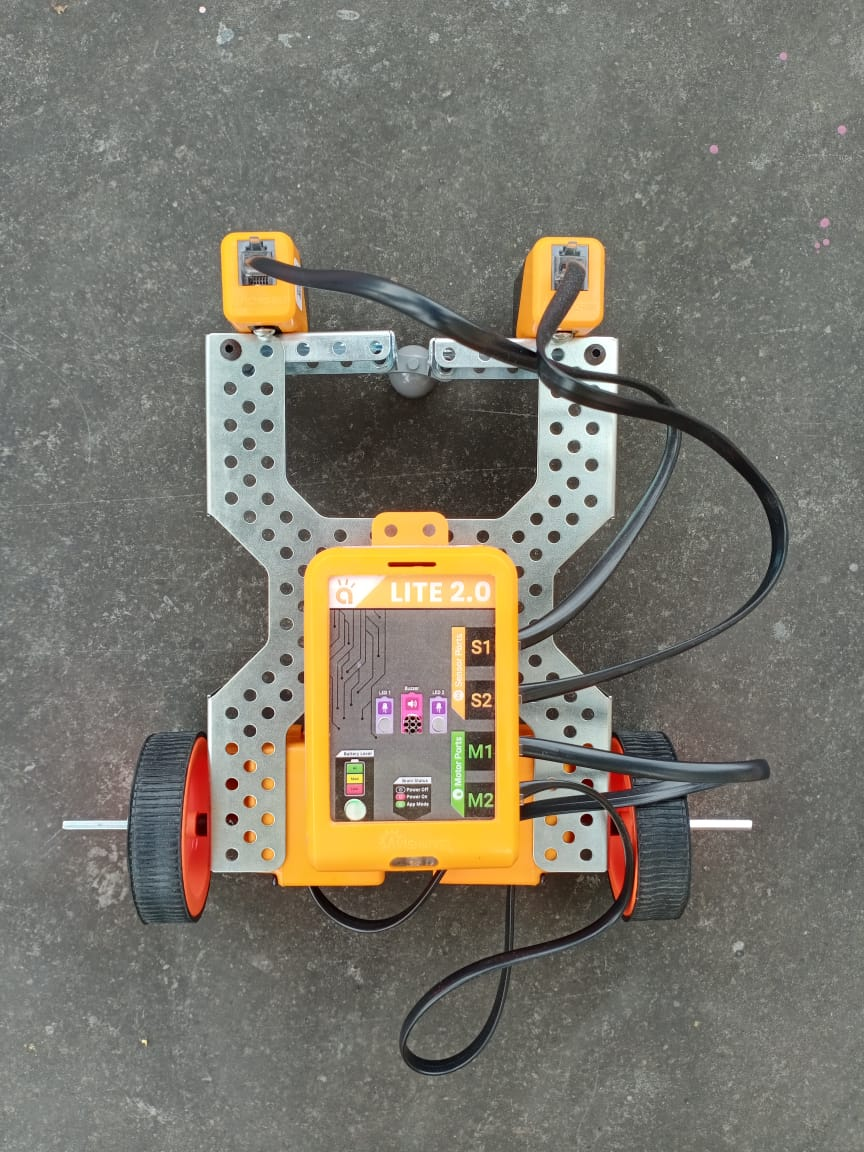 LITE 2.0
Sensor Ports
S1
S2
LED 1
Buzzer
LED 2
Motor Ports
M1
M2
Battery Level
Brain Status
Power Off
Power On
App Mode